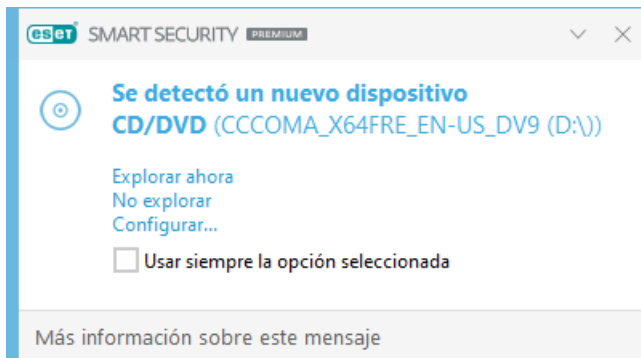 eset SMART SECURITY PREMIUM
Se detectó un nuevo dispositivo
CD/DVD (CCCOMA_X64FRE_EN-US_DV9 (D:\))
Explorar ahora
No explorar
Configurar...
Usar siempre la opción seleccionada
Más información sobre este mensaje